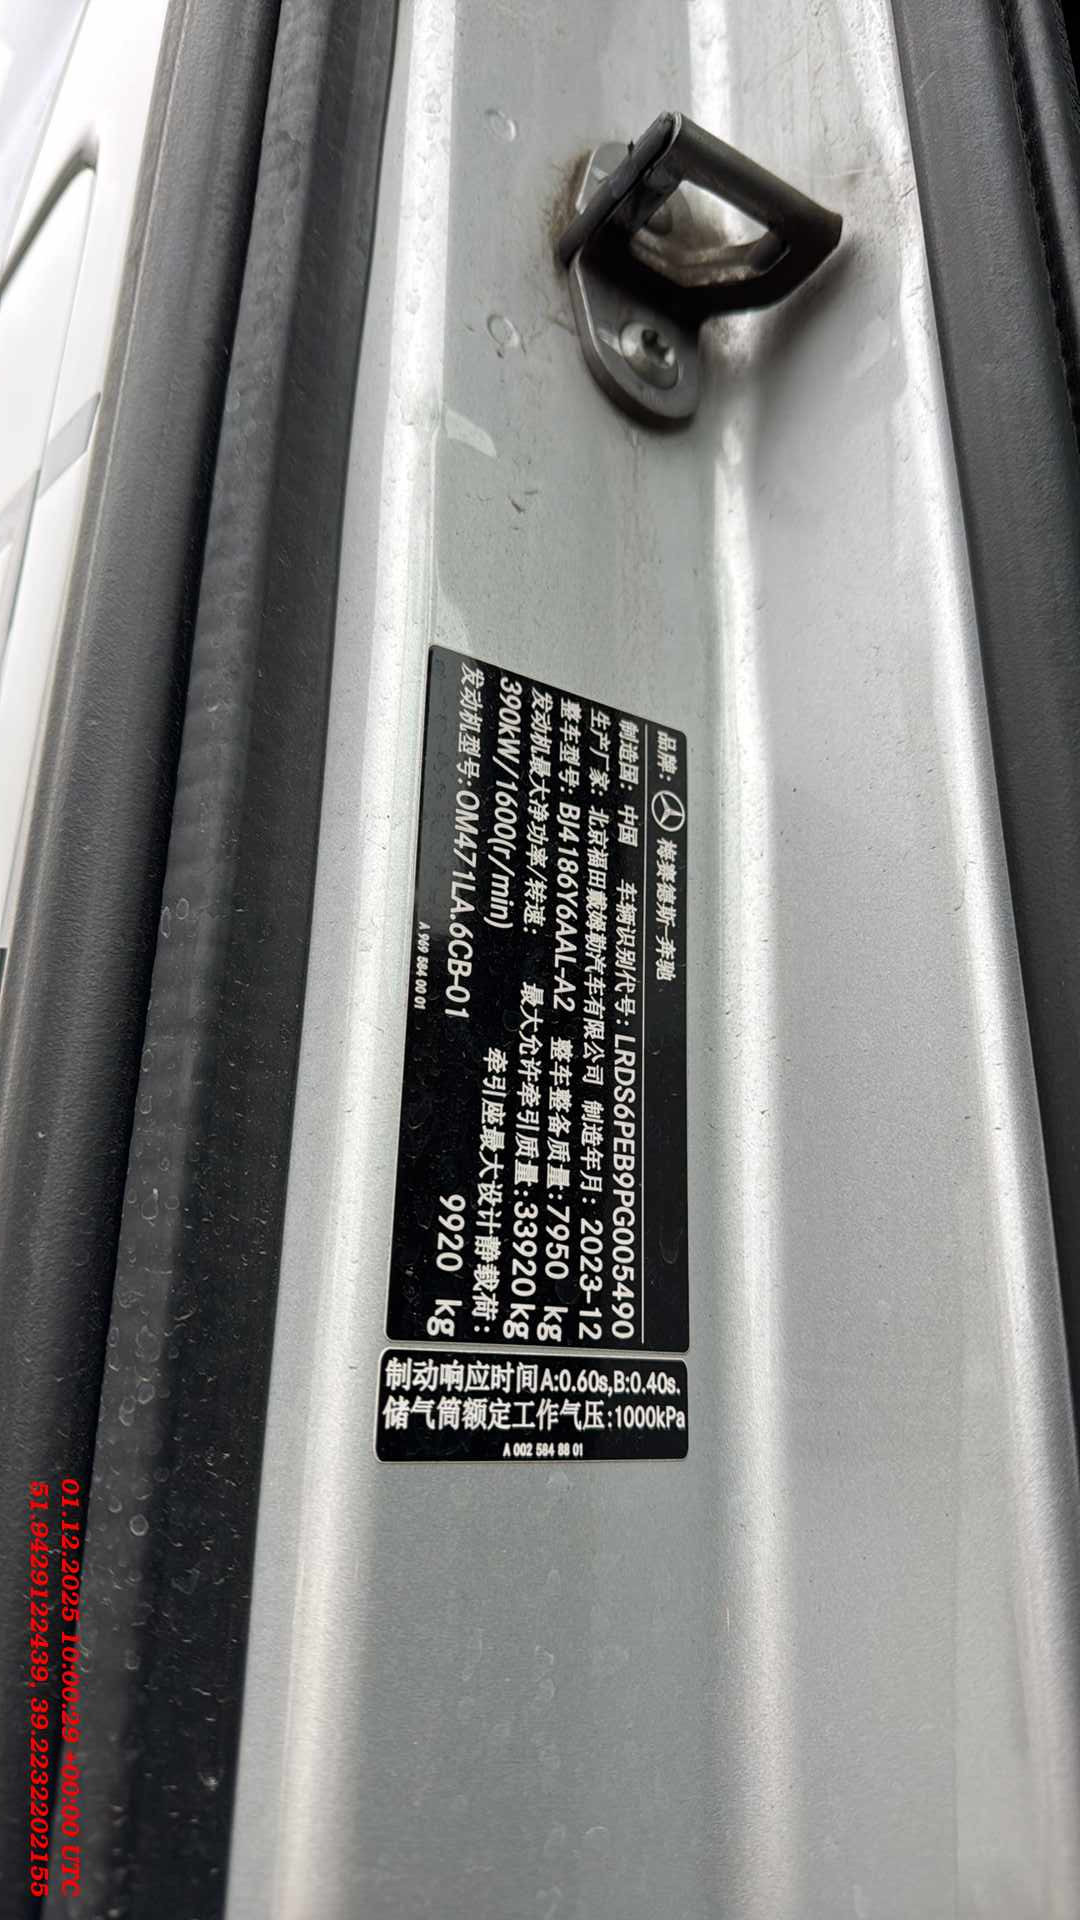 品牌: 梅赛德斯-奔驰
制造国: 中国 车辆识别代号: LRDS6PEB9PG005490
生产厂家: 北京福田戴姆勒汽车有限公司 制造年月: 2023-12
整车型号: BJ4186Y6AAL-A2 整车整备质量:7950 kg
发动机最大净功率/转速: 最大允许牵引质量:33920kg
390kW/1600(r/min) 牵引座最大设计静载荷:
发动机型号:OM471LA.6CB-01 9920 kg
A 969 584 00 01
制动响应时间A:0.60s,B:0.40s.
储气筒额定工作气压:1000kPa
A 002 584 88 01
01.12.2025 10:00:29 +00:00 UTC
51.8429122439, 39.2232202155